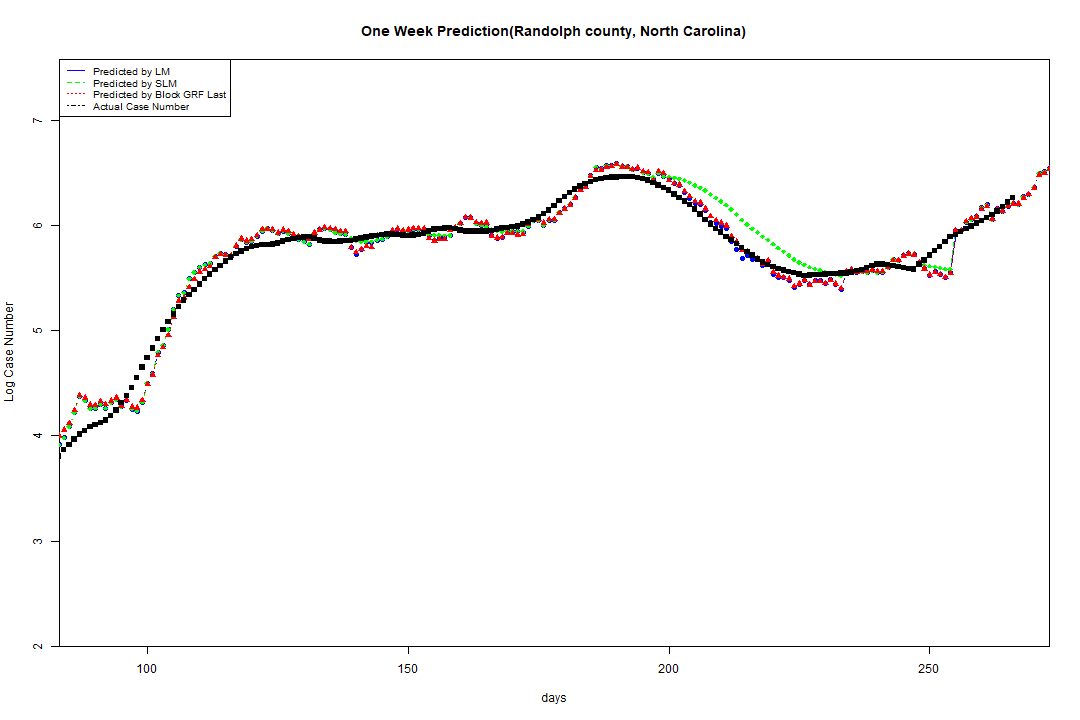 One Week Prediction(Randolph county, North Carolina)
Predicted by LM
Predicted by SLM
Predicted by Block GRF Last
Actual Case Number
Log Case Number
7
6
5
4
3
2
100 150 200 250
days